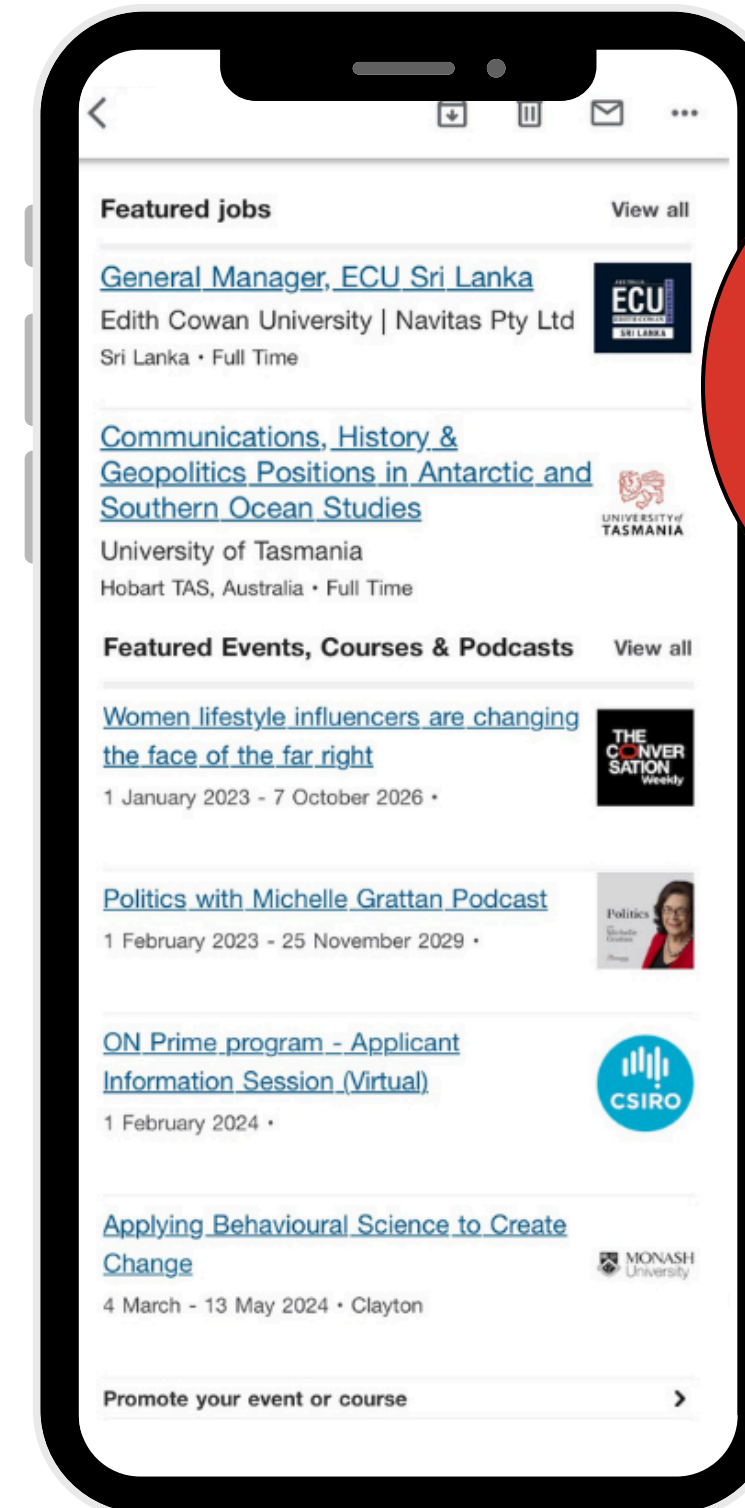 Featured jobs View all
General Manager, ECU Sri Lanka
Edith Cowan University | Navitas Pty Ltd
Sri Lanka • Full Time
ECU
SRI LANKA
Communications, History &
Geopolitics Positions in Antarctic and
Southern Ocean Studies
University of Tasmania
Hobart TAS, Australia • Full Time
UNIVERSITY of
TASMANIA
Featured Events, Courses & Podcasts View all
Women lifestyle influencers are changing
the face of the far right
1 January 2023 - 7 October 2026 •
THE
CONVER
SATION
Weekly
Politics with Michelle Grattan Podcast
1 February 2023 - 25 November 2029 •
Politics
with
Michelle
Grattan
ON Prime program - Applicant
Information Session (Virtual)
1 February 2024 •
CSIRO
Applying Behavioural Science to Create
Change
4 March - 13 May 2024 • Clayton
MONASH
University
Promote your event or course